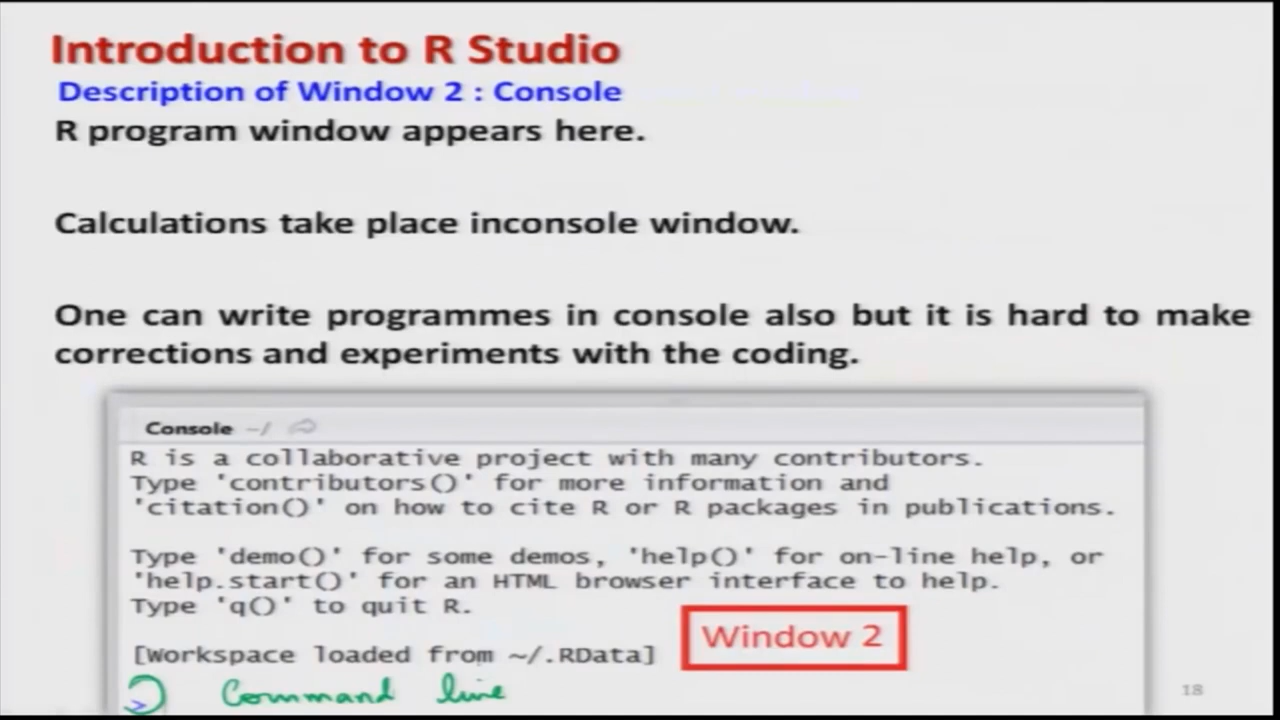 Introduction to R Studio
Description of Window 2 : Console
R program window appears here.
Calculations take place inconsole window.
One can write programmes in console also but it is hard to make
corrections and experiments with the coding.
Console ~/
R is a collaborative project with many contributors.
Type 'contributors()' for more information and
'citation()' on how to cite R or R packages in publications.
Type 'demo()' for some demos, 'help()' for on-line help, or
'help.start()' for an HTML browser interface to help.
Type 'q()' to quit R.
Window 2
[Workspace loaded from ~/.RData]
> Command line
18